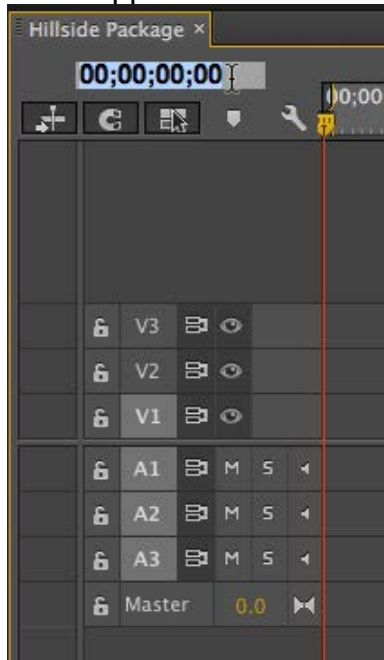 Hillside Package ×
00;00;00;00
00;00
V3
V2
V1
A1 M S
A2 M S
A3 M S
Master 0.0